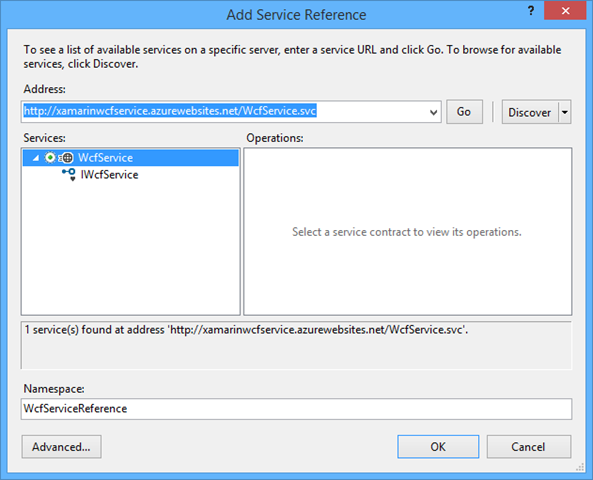 Add Service Reference
?
To see a list of available services on a specific server, enter a service URL and click Go. To browse for available
services, click Discover.
Address:
http://xamarinwcfservice.azurewebsites.net/WcfService.svc
Go
Discover
Services:
Operations:
WcfService
IWcfService
Select a service contract to view its operations.
1 service(s) found at address 'http://xamarinwcfservice.azurewebsites.net/WcfService.svc'.
Namespace:
WcfServiceReference
Advanced...
OK
Cancel